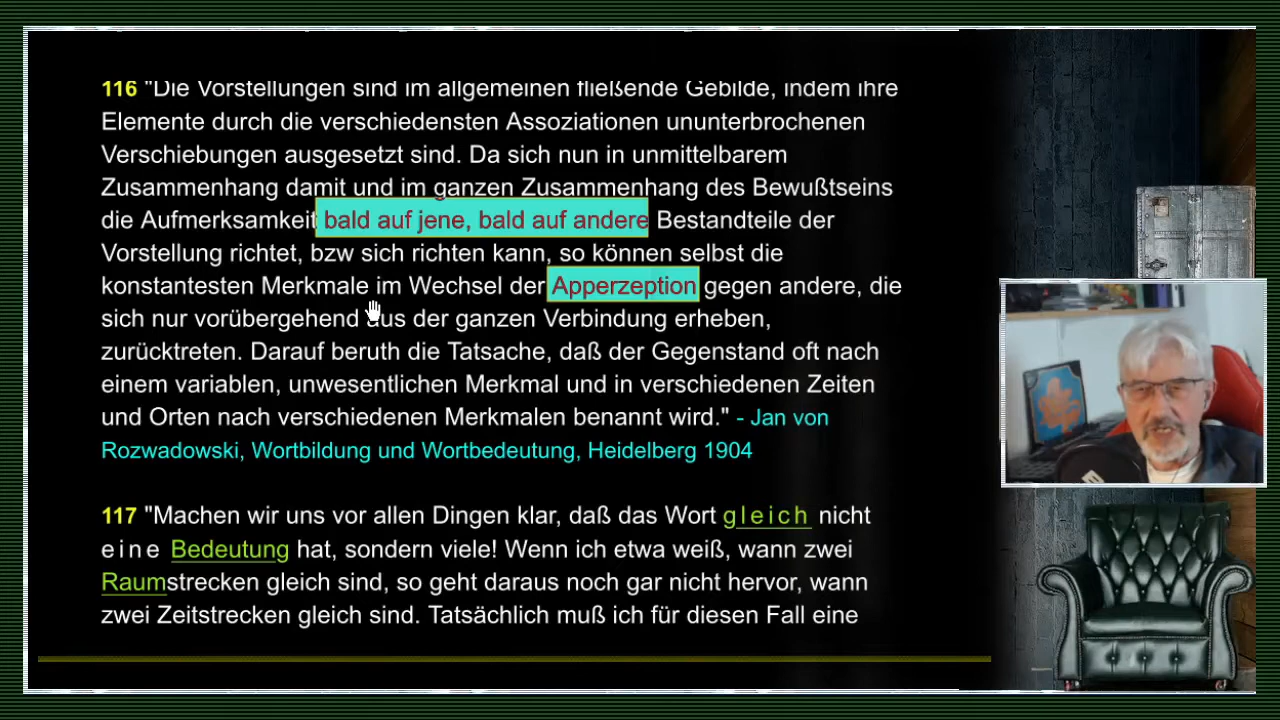 116 "Die Vorstellungen sind im allgemeinen fließende Gebilde, indem ihre
Elemente durch die verschiedensten Assoziationen ununterbrochenen
Verschiebungen ausgesetzt sind. Da sich nun in unmittelbarem
Zusammenhang damit und im ganzen Zusammenhang des Bewußtseins
die Aufmerksamkeit bald auf jene, bald auf andere Bestandteile der
Vorstellung richtet, bzw sich richten kann, so können selbst die
konstantesten Merkmale im Wechsel der Apperzeption gegen andere, die
sich nur vorübergehend aus der ganzen Verbindung erheben,
zurücktreten. Darauf beruth die Tatsache, daß der Gegenstand oft nach
einem variablen, unwesentlichen Merkmal und in verschiedenen Zeiten
und Orten nach verschiedenen Merkmalen benannt wird." - Jan von
Rozwadowski, Wortbildung und Wortbedeutung, Heidelberg 1904
117 "Machen wir uns vor allen Dingen klar, daß das Wort gleich nicht
eine Bedeutung hat, sondern viele! Wenn ich etwa weiß, wann zwei
Raumstrecken gleich sind, so geht daraus noch gar nicht hervor, wann
zwei Zeitstrecken gleich sind. Tatsächlich muß ich für diesen Fall eine